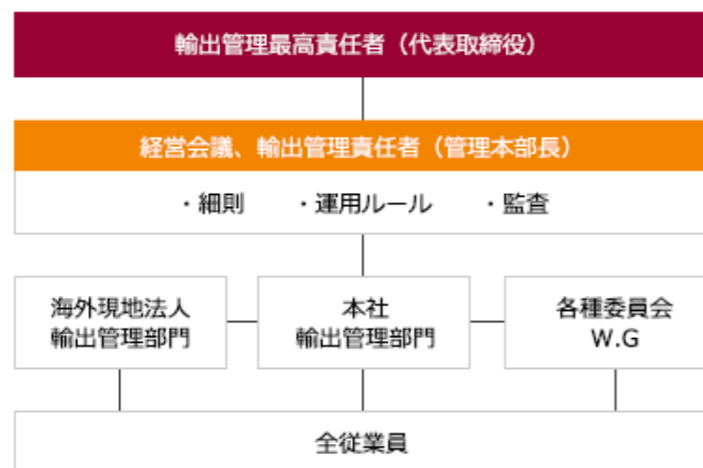 輸出管理最高責任者（代表取締役）
経営会議、輸出管理責任者（管理本部長）
・細則 ・運用ルール ・監査
海外現地法人
輸出管理部門
本社
輸出管理部門
各種委員会
W.G
全従業員